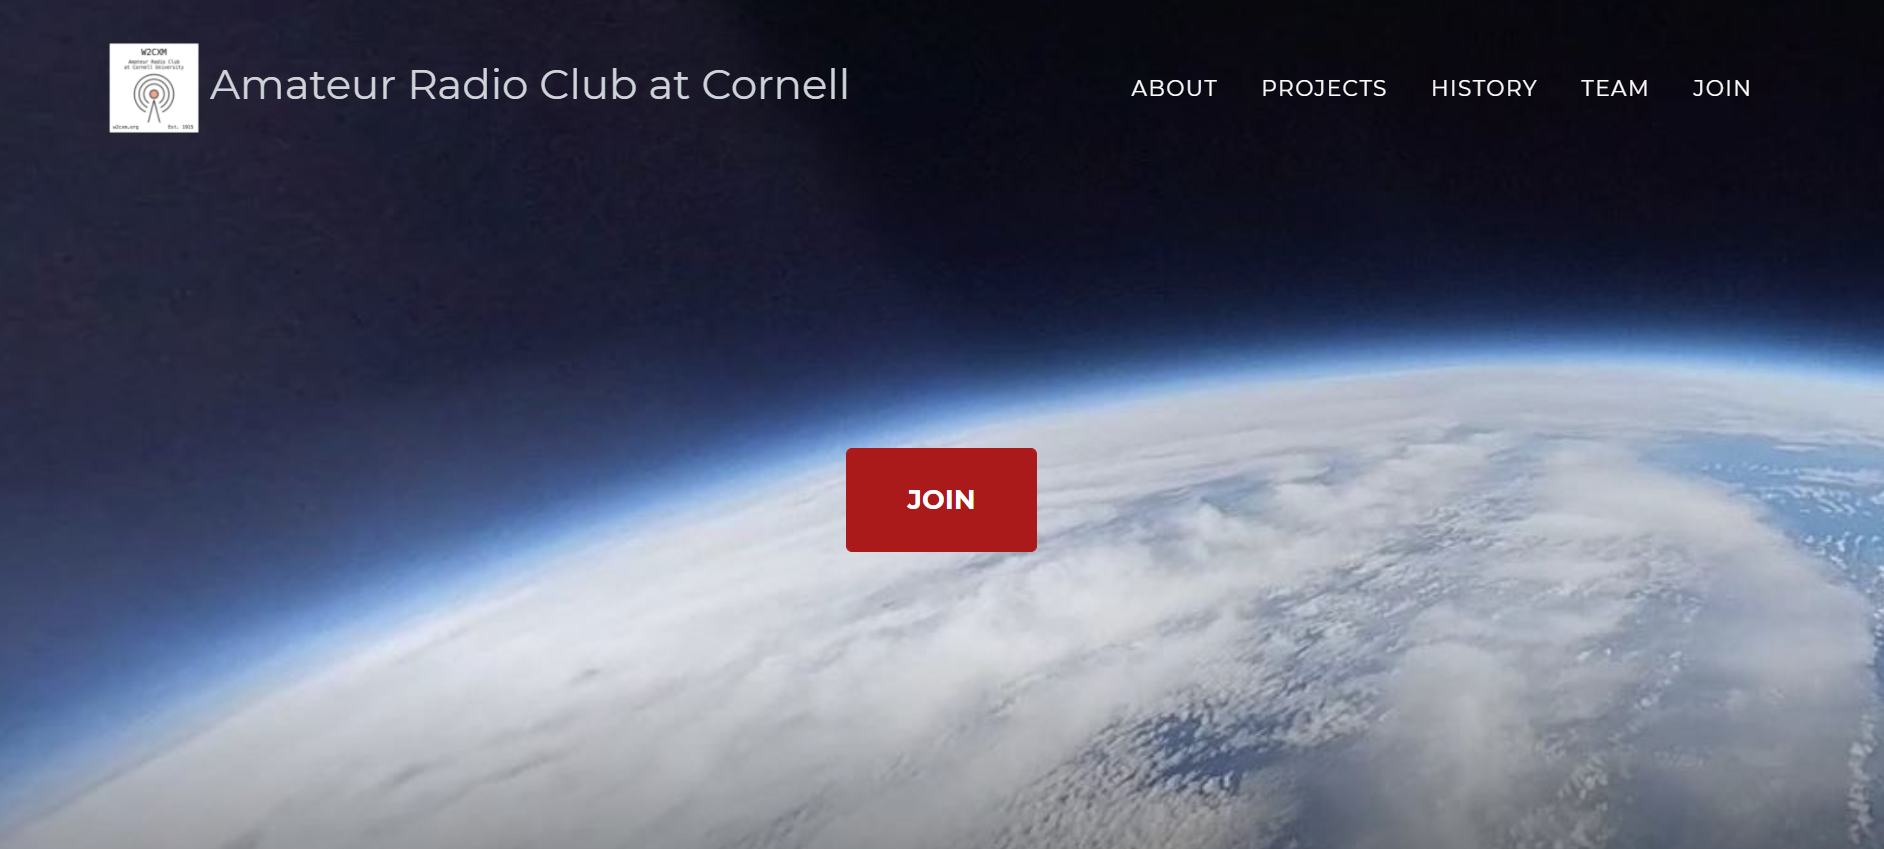 W2CXM
Amateur Radio Club
at Cornell University
w2cxm.org
Est. 1915
Amateur Radio Club at Cornell
ABOUT
PROJECTS
HISTORY
TEAM
JOIN
JOIN